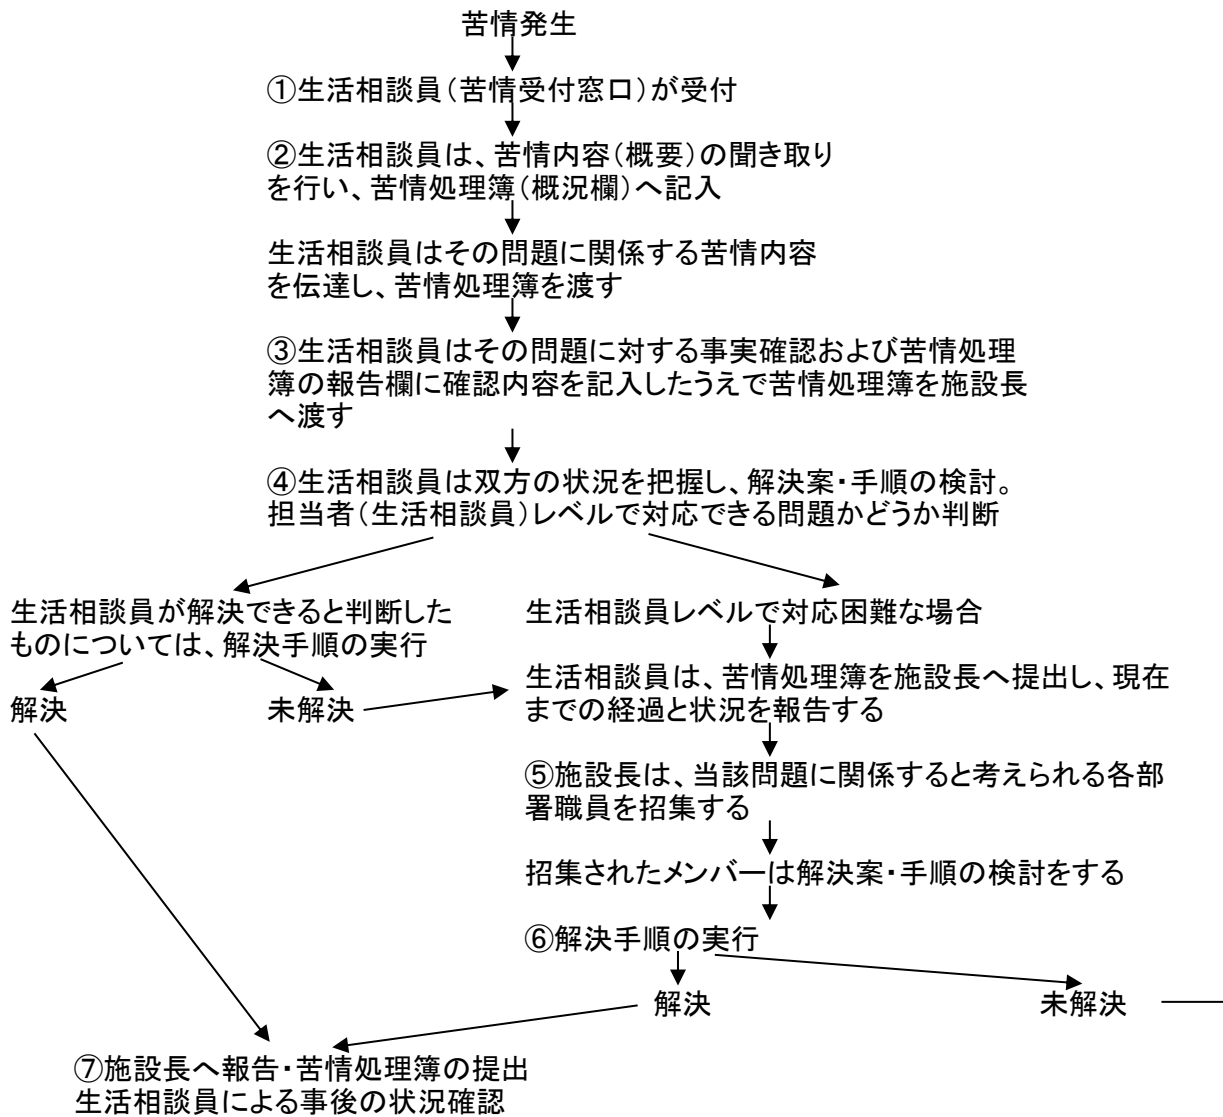 苦情発生
①生活相談員(苦情受付窓口)が受付
②生活相談員は、苦情内容(概要)の聞き取り
を行い、苦情処理簿(概況欄)へ記入
生活相談員はその問題に関係する苦情内容
を伝達し、苦情処理簿を渡す
③生活相談員はその問題に対する事実確認および苦情処理
簿の報告欄に確認内容を記入したうえで苦情処理簿を施設長
へ渡す
④生活相談員は双方の状況を把握し、解決案・手順の検討。
担当者(生活相談員)レベルで対応できる問題かどうか判断
生活相談員が解決できると判断した
ものについては、解決手順の実行
解決
未解決
生活相談員レベルで対応困難な場合
生活相談員は、苦情処理簿を施設長へ提出し、現在
までの経過と状況を報告する
⑤施設長は、当該問題に関係すると考えられる各部
署職員を招集する
招集されたメンバーは解決案・手順の検討をする
⑥解決手順の実行
解決
未解決
⑦施設長へ報告・苦情処理簿の提出
生活相談員による事後の状況確認